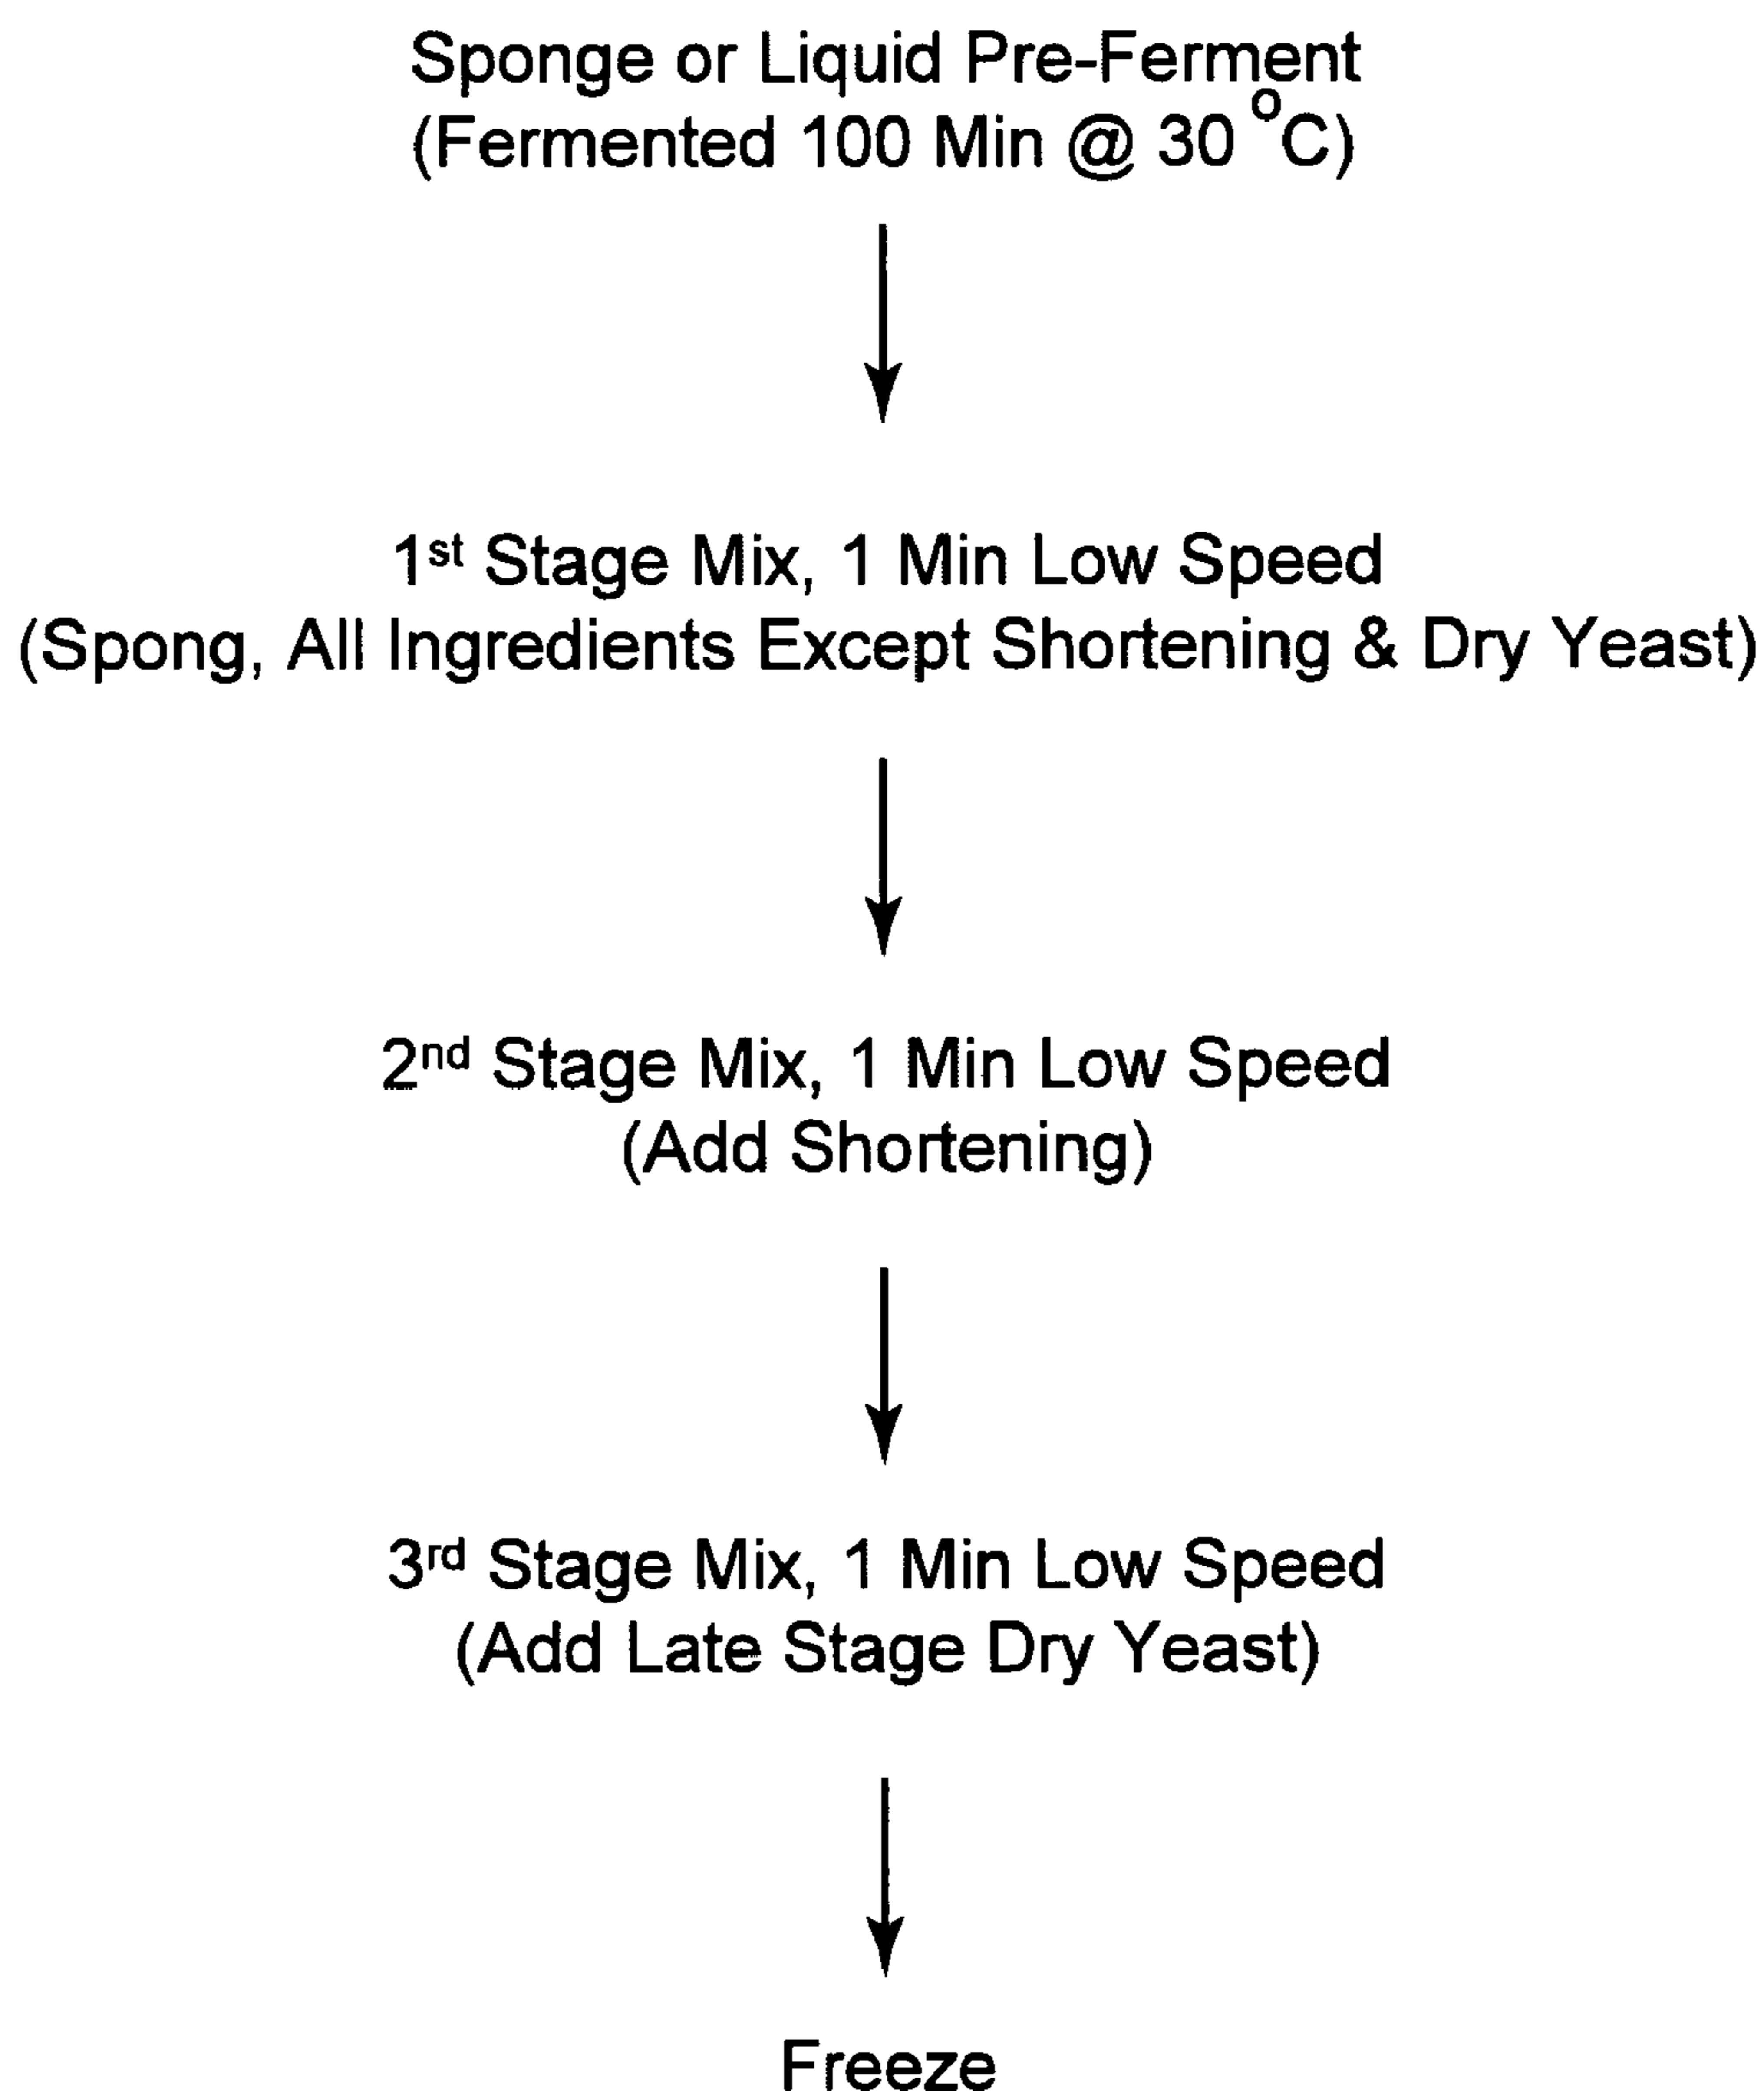 Sponge or Liquid Pre-Ferment
(Fermented 100 Min @ 30 °C)
1st Stage Mix, 1 Min Low Speed
(Spong, All Ingredients Except Shortening & Dry Yeast)
2nd Stage Mix, 1 Min Low Speed
(Add Shortening)
3rd Stage Mix, 1 Min Low Speed
(Add Late Stage Dry Yeast)
Freeze